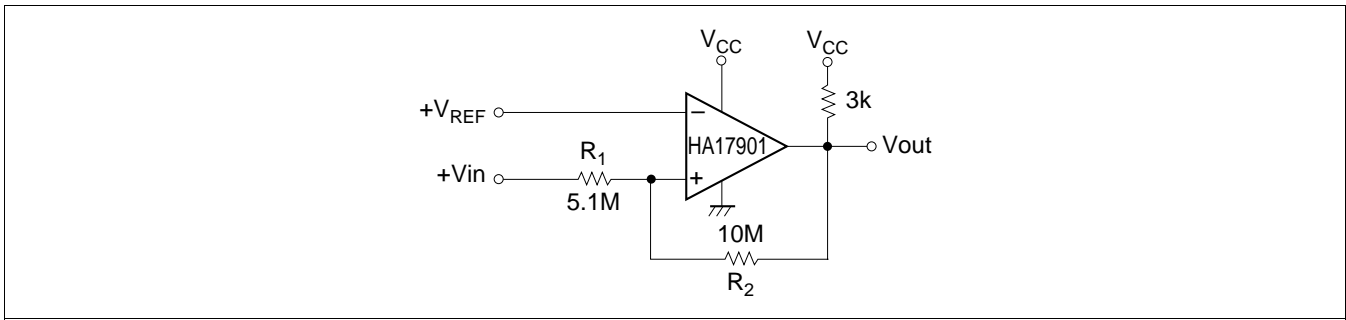 V_CC V_CC
3k
+V_REF
−
HA17901
Vout
R_1
+Vin
+
5.1M
10M
R_2